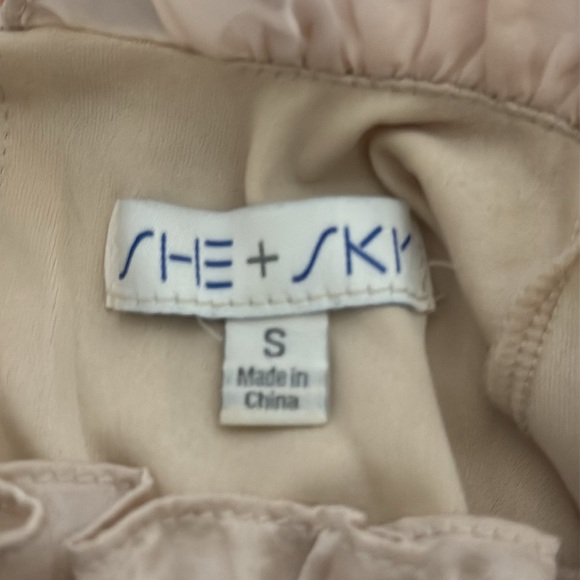 SHE + SKY
S
Made in
China